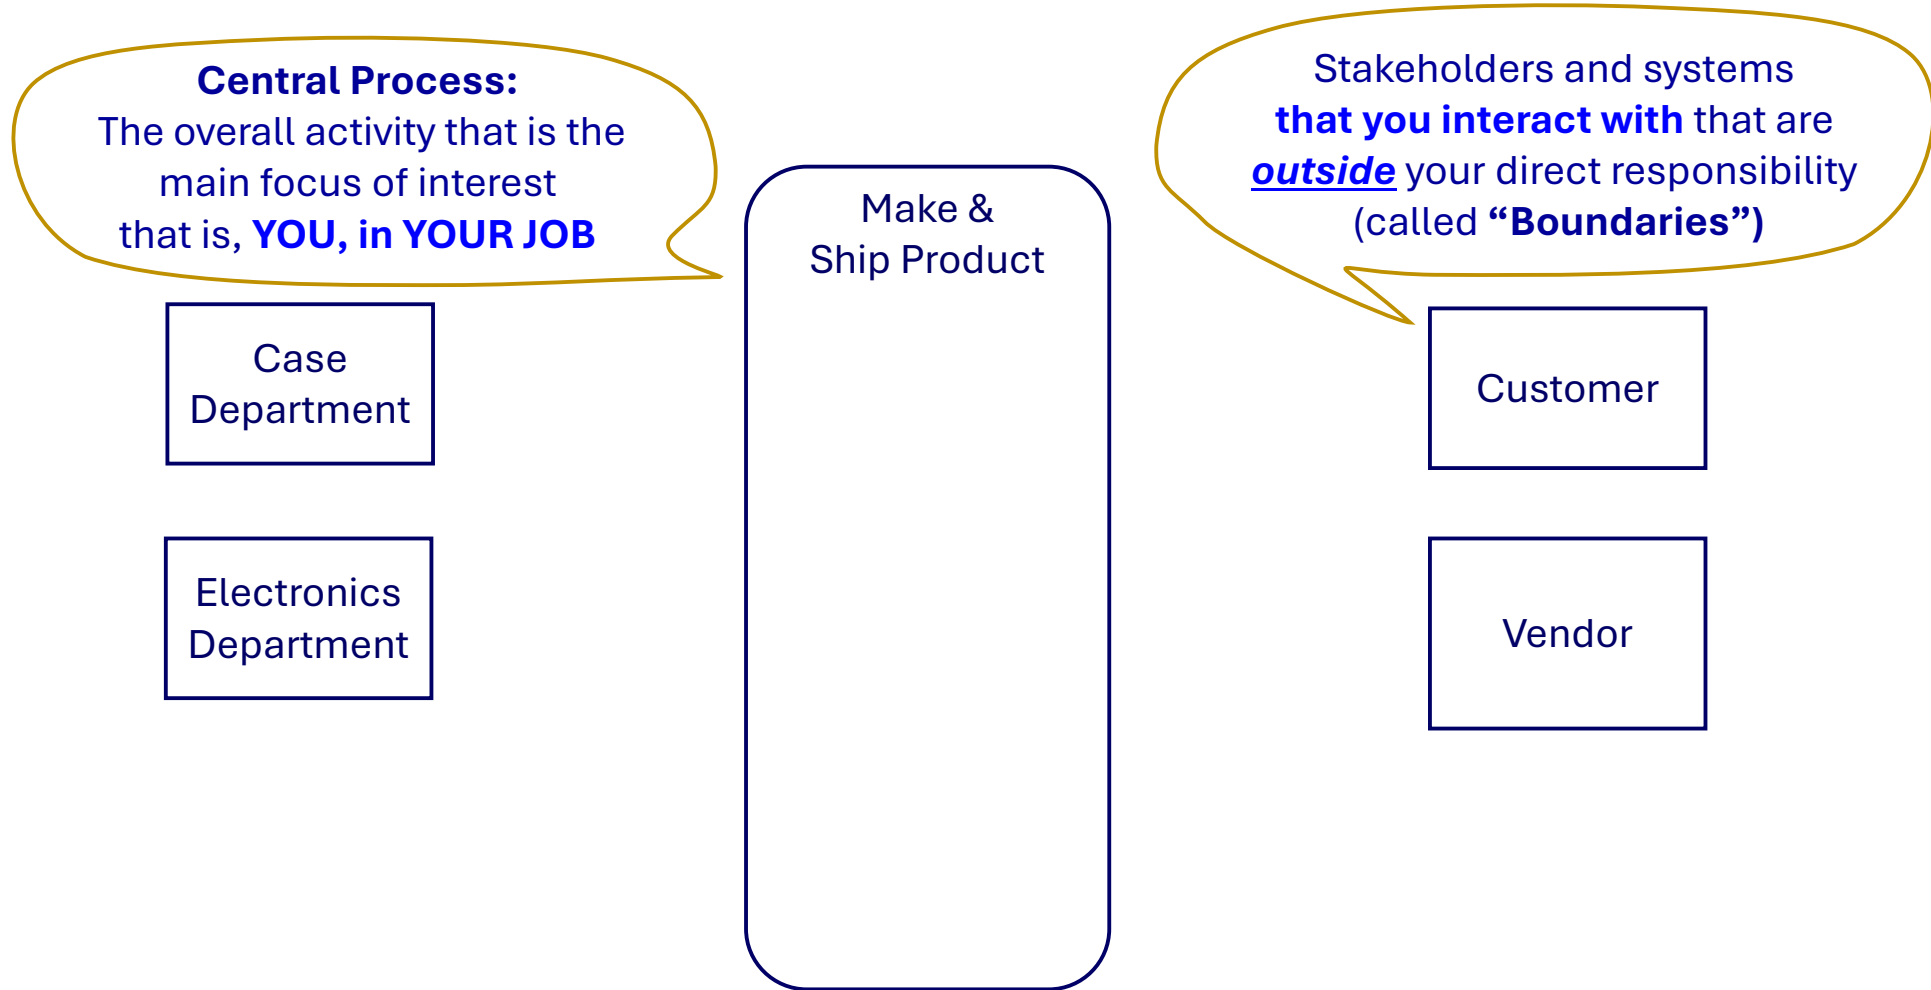 Central Process:
The overall activity that is the
main focus of interest
that is, YOU, in YOUR JOB
Stakeholders and systems
that you interact with that are
outside your direct responsibility
(called “Boundaries”)
Make &
Ship Product
Case
Department
Customer
Electronics
Department
Vendor